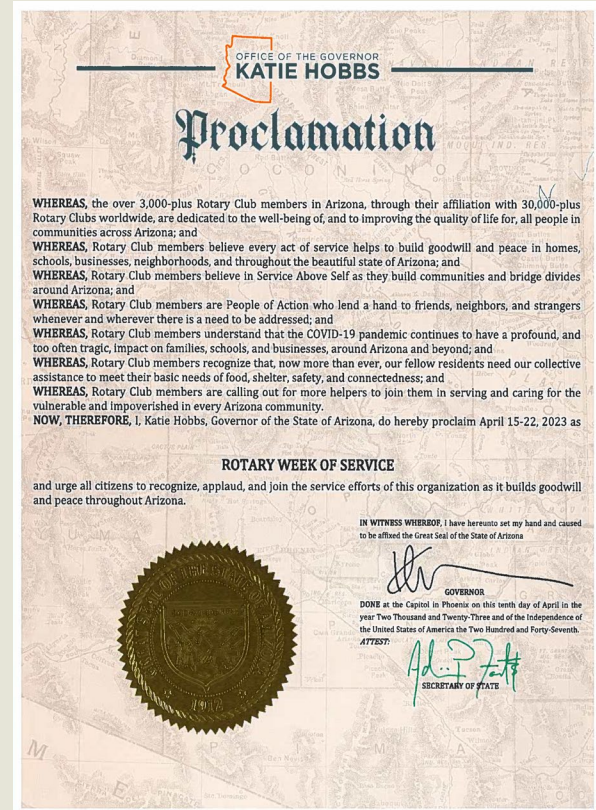 OFFICE OF THE GOVERNOR
KATIE HOBBS
Proclamation
WHEREAS, the over 3,000-plus Rotary Club members in Arizona, through their affiliation with 30,000-plus
Rotary Clubs worldwide, are dedicated to the well-being of, and to improving the quality of life for, all people in
communities across Arizona; and
WHEREAS, Rotary Club members believe every act of service helps to build goodwill and peace in homes,
schools, businesses, neighborhoods, and throughout the beautiful state of Arizona; and
WHEREAS, Rotary Club members believe in Service Above Self as they build communities and bridge divides
around Arizona; and
WHEREAS, Rotary Club members are People of Action who lend a hand to friends, neighbors, and strangers
whenever and wherever there is a need to be addressed; and
WHEREAS, Rotary Club members understand that the COVID-19 pandemic continues to have a profound, and
too often tragic, impact on families, schools, and businesses, around Arizona and beyond; and
WHEREAS, Rotary Club members recognize that, now more than ever, our fellow residents need our collective
assistance to meet their basic needs of food, shelter, safety, and connectedness; and
WHEREAS, Rotary Club members are calling out for more helpers to join them in serving and caring for the
vulnerable and impoverished in every Arizona community.
NOW, THEREFORE, I, Katie Hobbs, Governor of the State of Arizona, do hereby proclaim April 15-22, 2023 as
ROTARY WEEK OF SERVICE
and urge all citizens to recognize, applaud, and join the service efforts of this organization as it builds goodwill
and peace throughout Arizona.
IN WITNESS WHEREOF, I have hereunto set my hand and caused
to be affixed the Great Seal of the State of Arizona
GOVERNOR
DONE at the Capitol in Phoenix on this tenth day of April in the
year Two Thousand and Twenty-Three and of the Independence of
the United States of America the Two Hundred and Forty-Seventh.
ATTEST:
SECRETARY OF STATE
1912